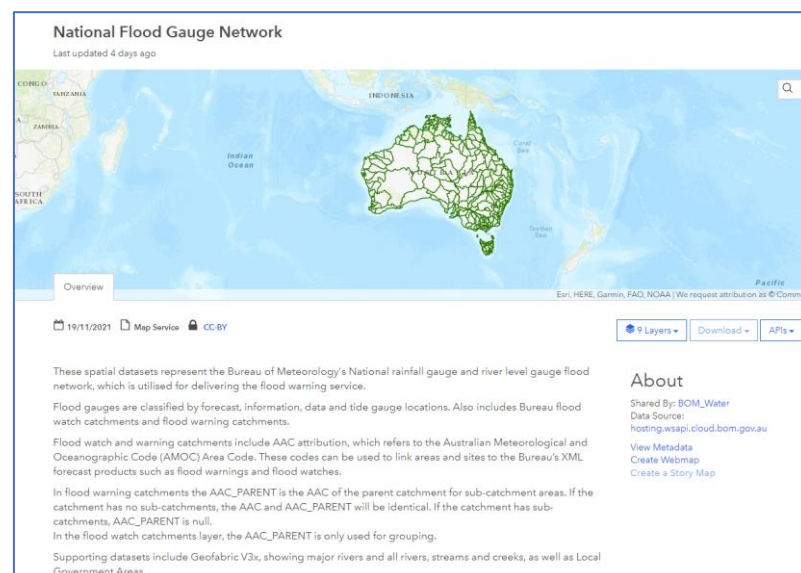 National Flood Gauge Network
Last updated 4 days ago
CONGO
TANZANIA
ZAMBIA
SOUTH
AFRICA
INDONESIA
Indian
Ocean
AUSTRALIA
Coral
Sea
Tasman
Sea
Pacific
Overview
Esri, HERE, Garmin, FAO, NOAA | We request attribution as © Comm
19/11/2021 Map Service CC-BY
9 Layers Download APIs
These spatial datasets represent the Bureau of Meteorology's National rainfall gauge and river level gauge flood
network, which is utilised for delivering the flood warning service.
Flood gauges are classified by forecast, information, data and tide gauge locations. Also includes Bureau flood
watch catchments and flood warning catchments.
Flood watch and warning catchments include AAC attribution, which refers to the Australian Meteorological and
Oceanographic Code (AMOC) Area Code. These codes can be used to link areas and sites to the Bureau's XML
forecast products such as flood warnings and flood watches.
In flood warning catchments the AAC_PARENT is the AAC of the parent catchment for sub-catchment areas. If the
catchment has no sub-catchments, the AAC and AAC_PARENT will be identical. If the catchment has sub-
catchments, AAC_PARENT is null.
In the flood watch catchments layer, the AAC_PARENT is only used for grouping.
Supporting datasets include Geofabric V3x, showing major rivers and all rivers, streams and creeks, as well as Local
Government Areas.
About
Shared By: BOM_Water
Data Source:
hosting.wsapi.cloud.bom.gov.au
View Metadata
Create Webmap
Create a Story Map